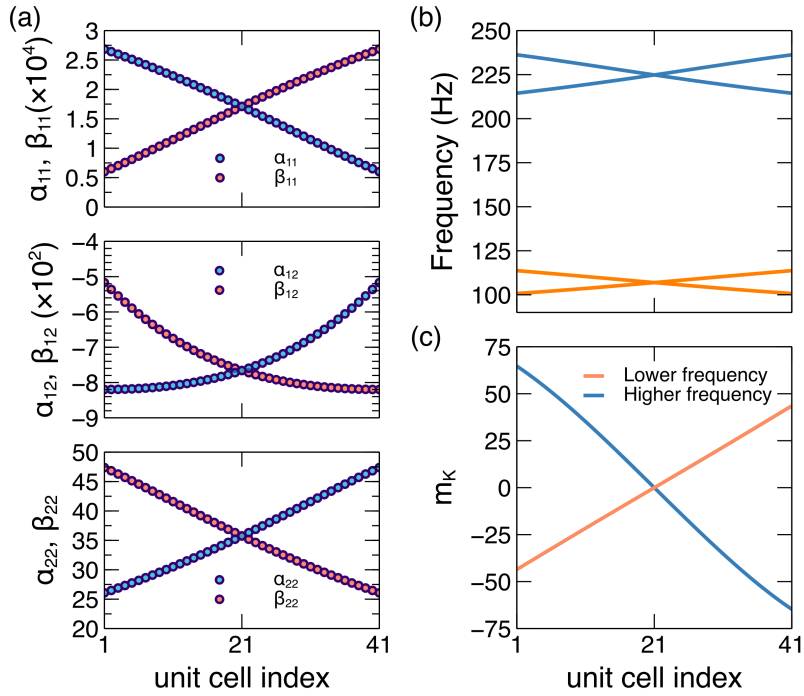 (a)
α₁₁, β₁₁(×10⁴)
3
2.5
2
1.5
1
0.5
0
α₁₁
β₁₁
α₁₂, β₁₂ (×10²)
−4
−5
−6
−7
−8
−9
α₁₂
β₁₂
α₂₂, β₂₂
50
45
40
35
30
25
20
α₂₂
β₂₂
1
21
41
unit cell index
(b)
Frequency (Hz)
250
225
200
175
150
125
100
(c)
m_K
75
50
25
0
−25
−50
−75
Lower frequency
Higher frequency
1
21
41
unit cell index